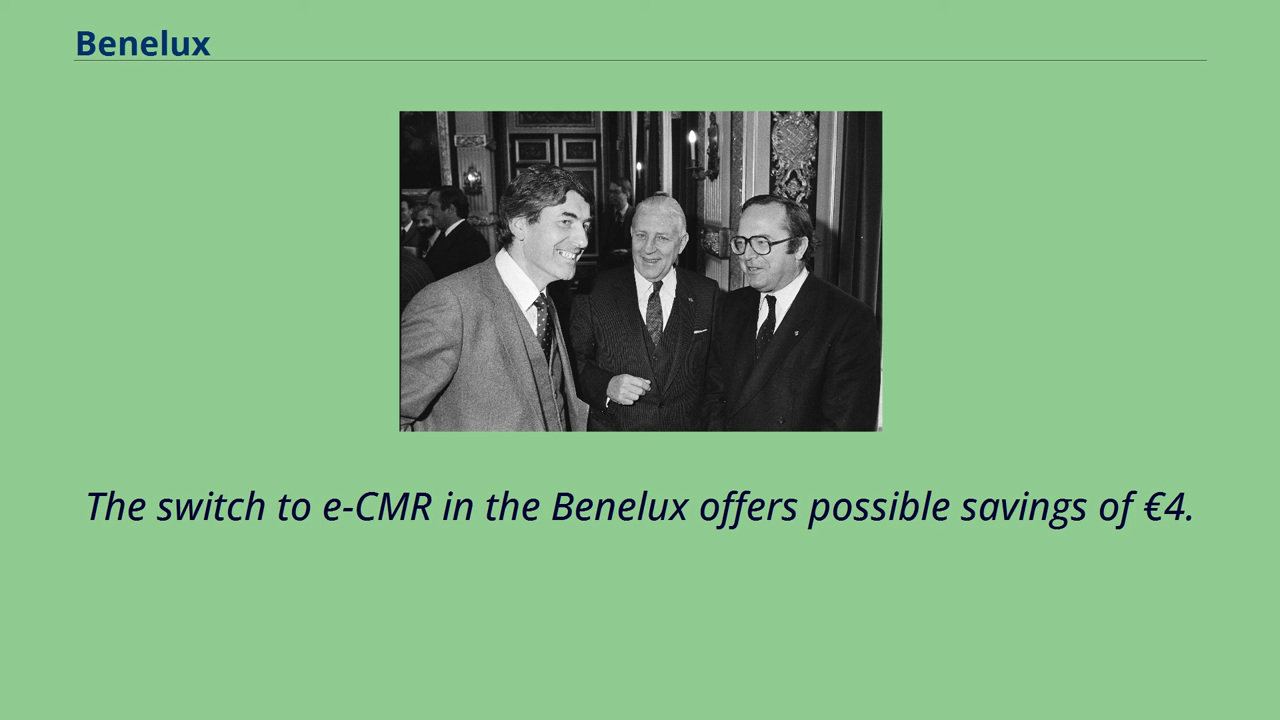 Benelux
The switch to e-CMR in the Benelux offers possible savings of €4.